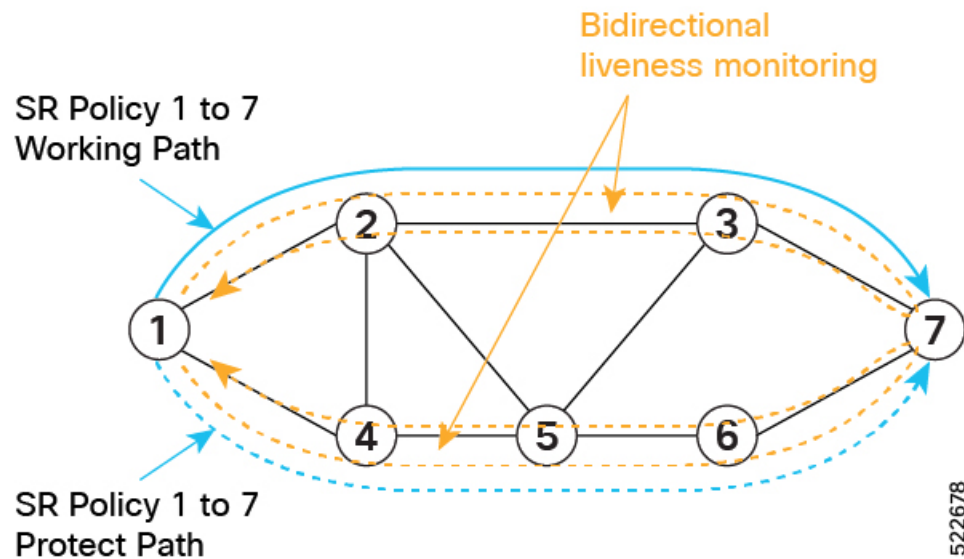 Bidirectional
liveness monitoring
SR Policy 1 to 7
Working Path
2
3
1
7
4
5
6
SR Policy 1 to 7
Protect Path
522678